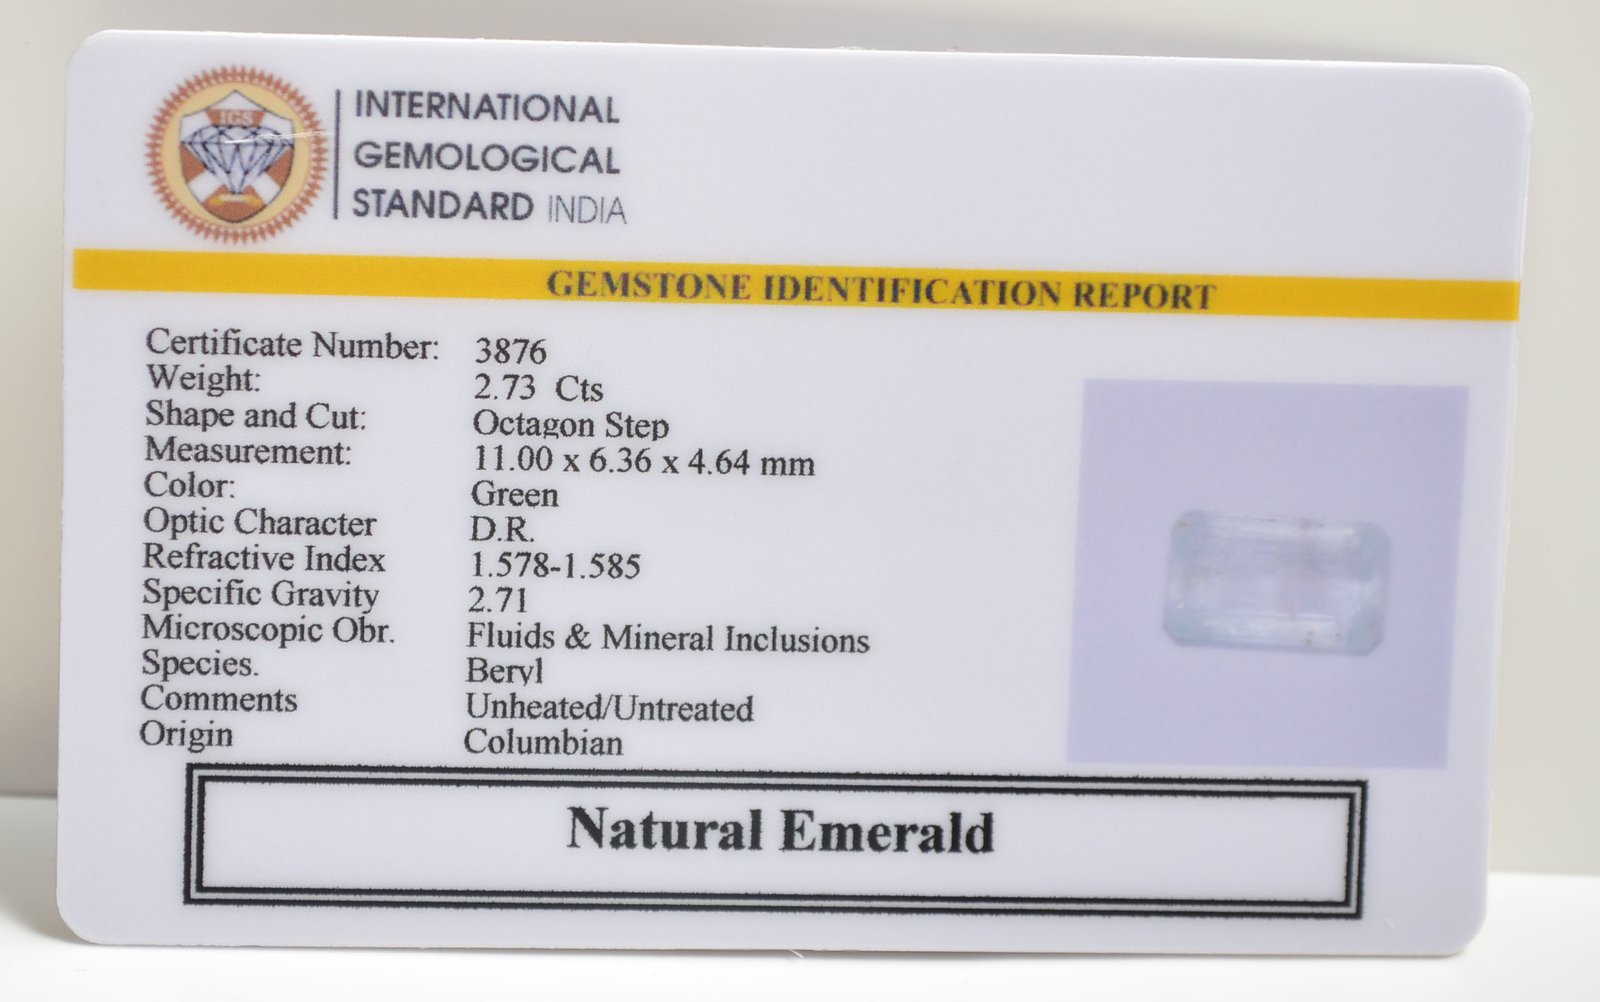 IGS
INTERNATIONAL
GEMOLOGICAL
STANDARD INDIA
GEMSTONE IDENTIFICATION REPORT
Certificate Number: 3876
Weight: 2.73 Cts
Shape and Cut: Octagon Step
Measurement: 11.00 x 6.36 x 4.64 mm
Color: Green
Optic Character D.R.
Refractive Index 1.578-1.585
Specific Gravity 2.71
Microscopic Obr. Fluids & Mineral Inclusions
Species. Beryl
Comments Unheated/Untreated
Origin Columbian
Natural Emerald